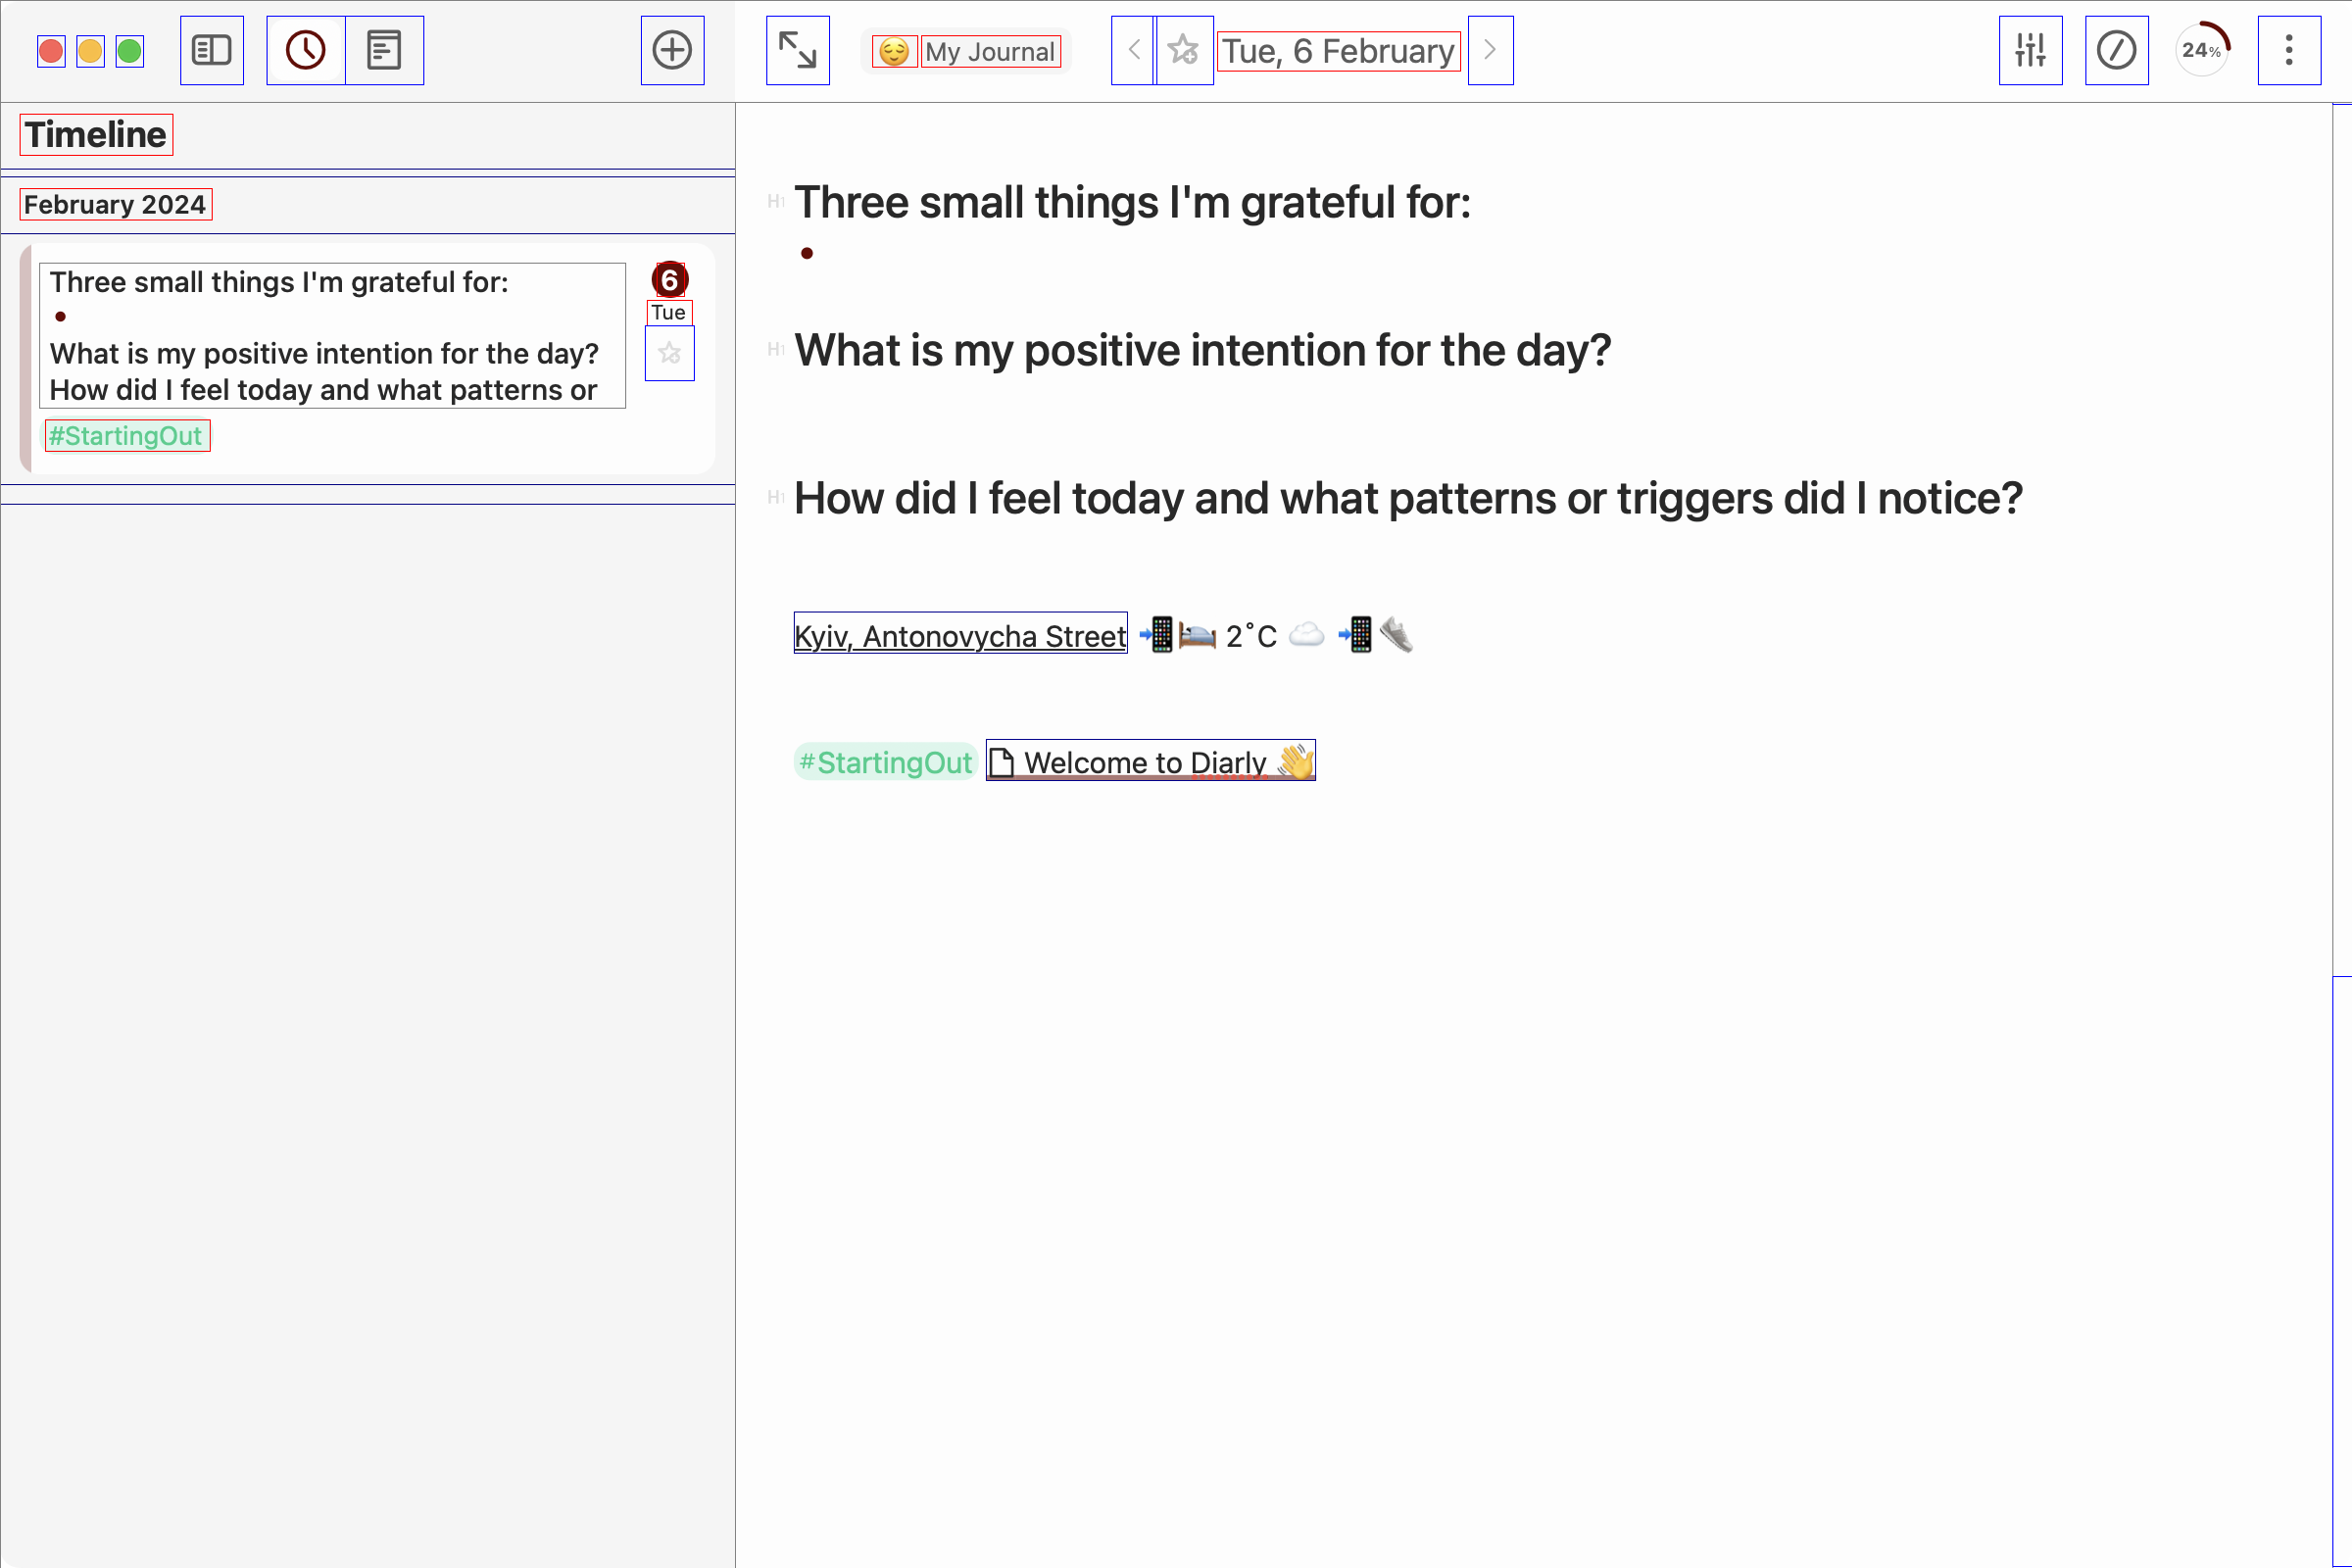 😌 My Journal
Tue, 6 February
24%
Timeline
February 2024
Three small things I'm grateful for:
•
What is my positive intention for the day?
How did I feel today and what patterns or
6
Tue
#StartingOut
H1 Three small things I'm grateful for:
•
H1 What is my positive intention for the day?
H1 How did I feel today and what patterns or triggers did I notice?
Kyiv, Antonovycha Street 📲🛏️ 2˚C ☁️ 📲👟
#StartingOut Welcome to Diarly 👋